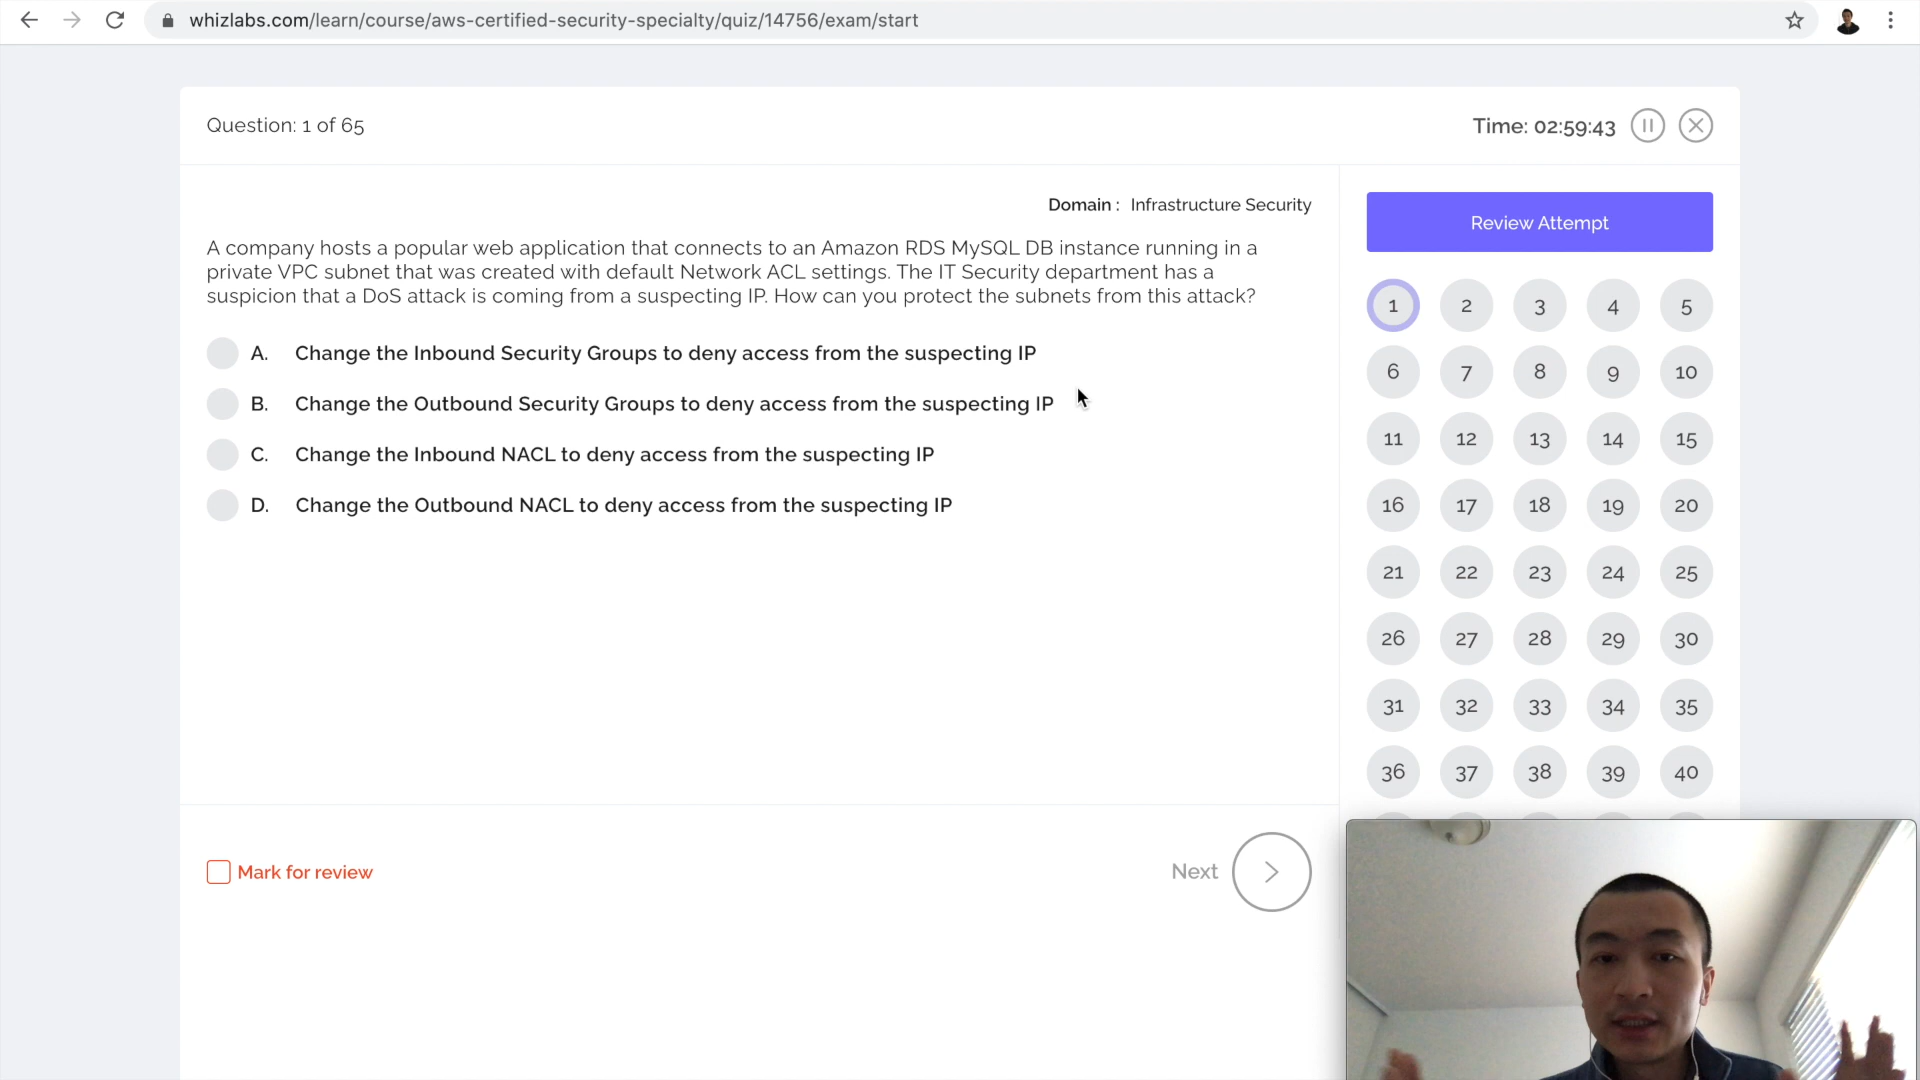 whizlabs.com/learn/course/aws-certified-security-specialty/quiz/14756/exam/start
Question: 1 of 65
Time: 02:59:43
Domain : Infrastructure Security
A company hosts a popular web application that connects to an Amazon RDS MySQL DB instance running in a
private VPC subnet that was created with default Network ACL settings. The IT Security department has a
suspicion that a DoS attack is coming from a suspecting IP. How can you protect the subnets from this attack?
A. Change the Inbound Security Groups to deny access from the suspecting IP
B. Change the Outbound Security Groups to deny access from the suspecting IP
C. Change the Inbound NACL to deny access from the suspecting IP
D. Change the Outbound NACL to deny access from the suspecting IP
Mark for review
Next
Review Attempt
1 2 3 4 5
6 7 8 9 10
11 12 13 14 15
16 17 18 19 20
21 22 23 24 25
26 27 28 29 30
31 32 33 34 35
36 37 38 39 40